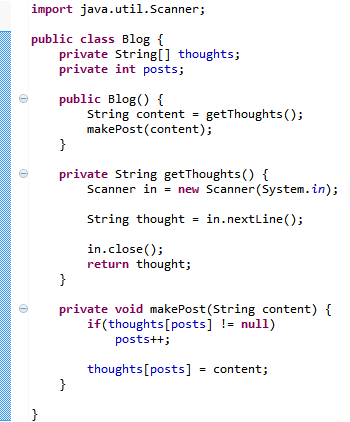 import java.util.Scanner;
public class Blog {
private String[] thoughts;
private int posts;
public Blog() {
String content = getThoughts();
makePost(content);
}
private String getThoughts() {
Scanner in = new Scanner(System.in);
String thought = in.nextLine();
in.close();
return thought;
}
private void makePost(String content) {
if(thoughts[posts] != null)
posts++;
thoughts[posts] = content;
}
}